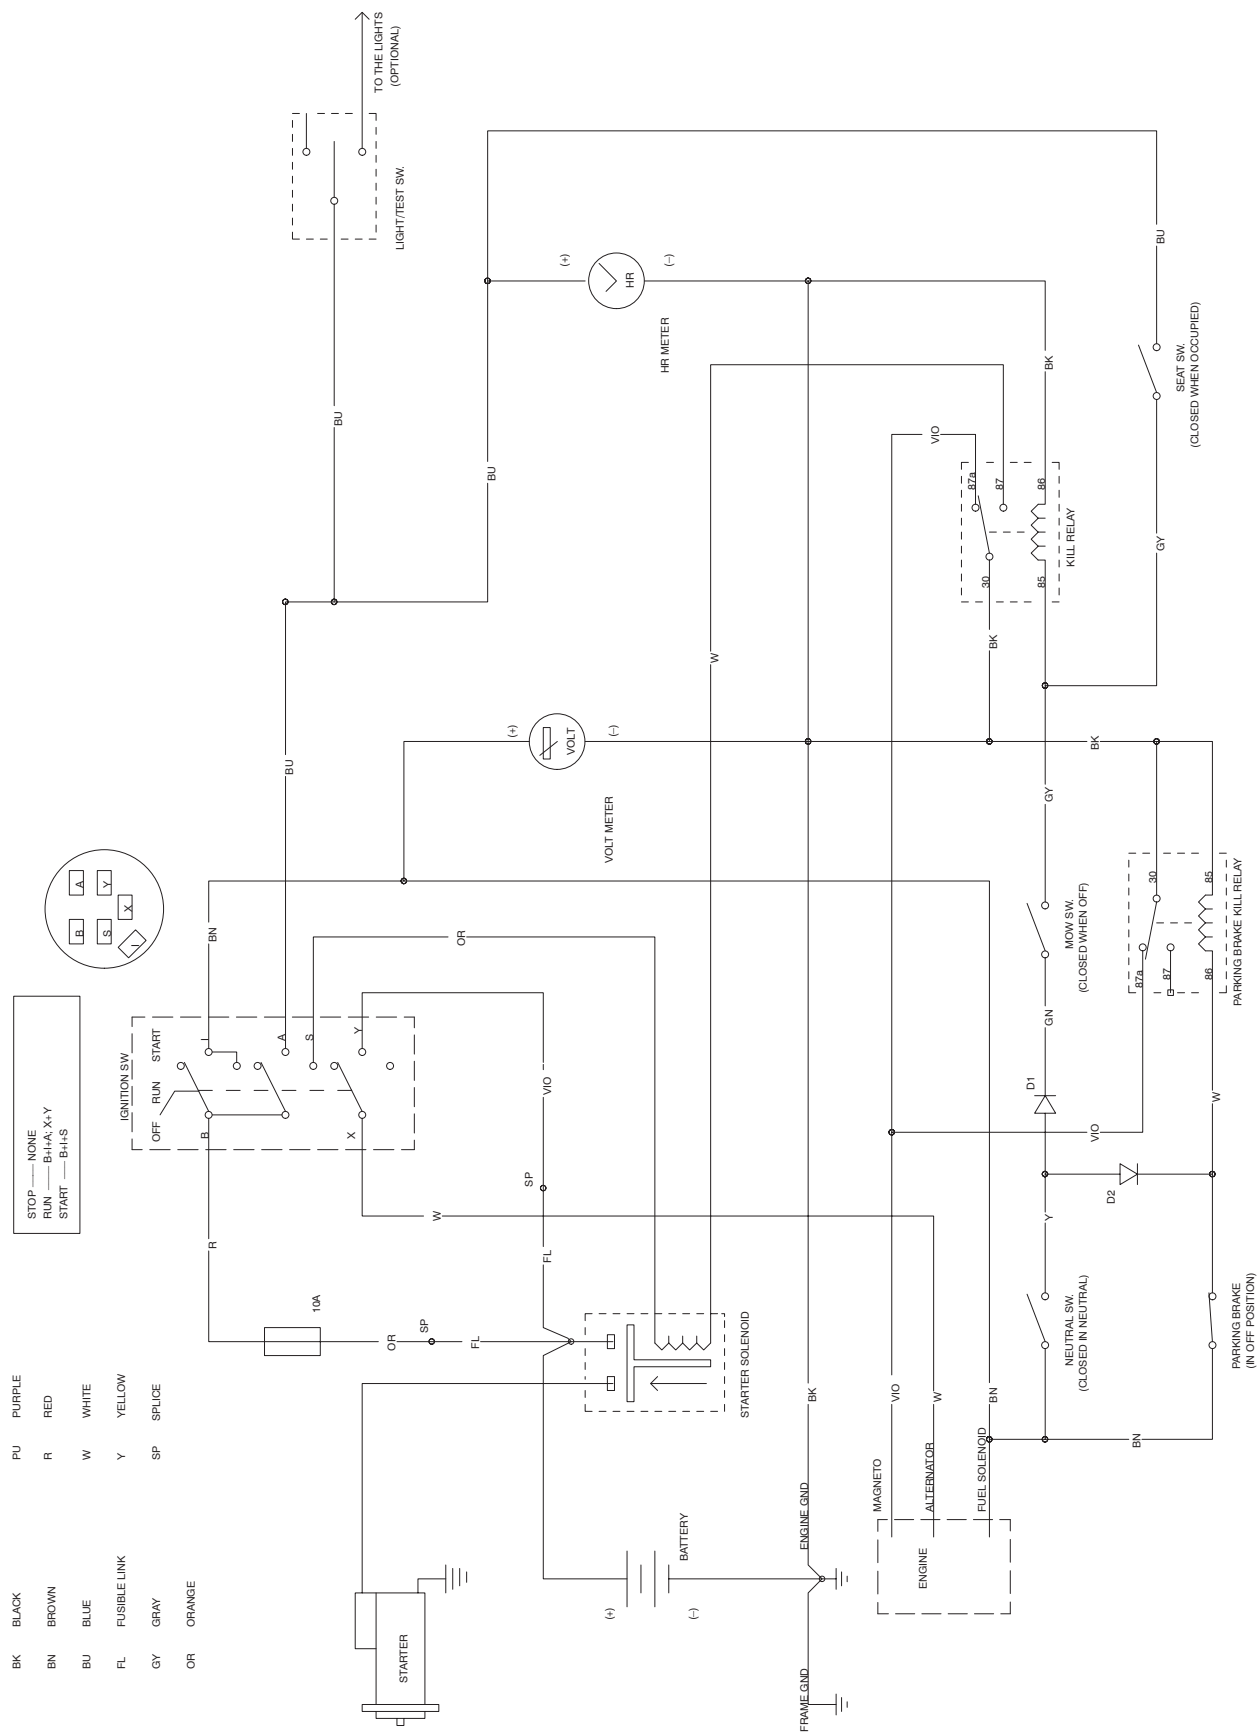 BK BLACK
BN BROWN
BU BLUE
FL FUSIBLE LINK
GY GRAY
OR ORANGE
PU PURPLE
R RED
W WHITE
Y YELLOW
SP SPLICE
STOP —— NONE
RUN —— B+I+A; X+Y
START —— B+I+S
B
A
S
Y
X
I
IGNITION SW
OFF
RUN
START
B
X
I
A
S
Y
R
10A
OR
SP
FL
FL
SP
VIO
W
BN
OR
BU
BU
BU
BU
LIGHT/TEST SW.
TO THE LIGHTS
(OPTIONAL)
STARTER
STARTER SOLENOID
BATTERY
(+)
(–)
VOLT METER
VOLT
(+)
(–)
HR METER
HR
(+)
(–)
W
FRAME GND
ENGINE GND
BK
ENGINE
MAGNETO
ALTERNATOR
FUEL SOLENOID
VIO
W
BN
BN
NEUTRAL SW.
(CLOSED IN NEUTRAL)
Y
D1
D2
VIO
GN
MOW SW.
(CLOSED WHEN OFF)
GY
PARKING BRAKE
(IN OFF POSITION)
W
PARKING BRAKE KILL RELAY
87a
87
86
30
85
BK
BK
KILL RELAY
30
85
87a
87
86
VIO
BK
GY
SEAT SW.
(CLOSED WHEN OCCUPIED)
BU